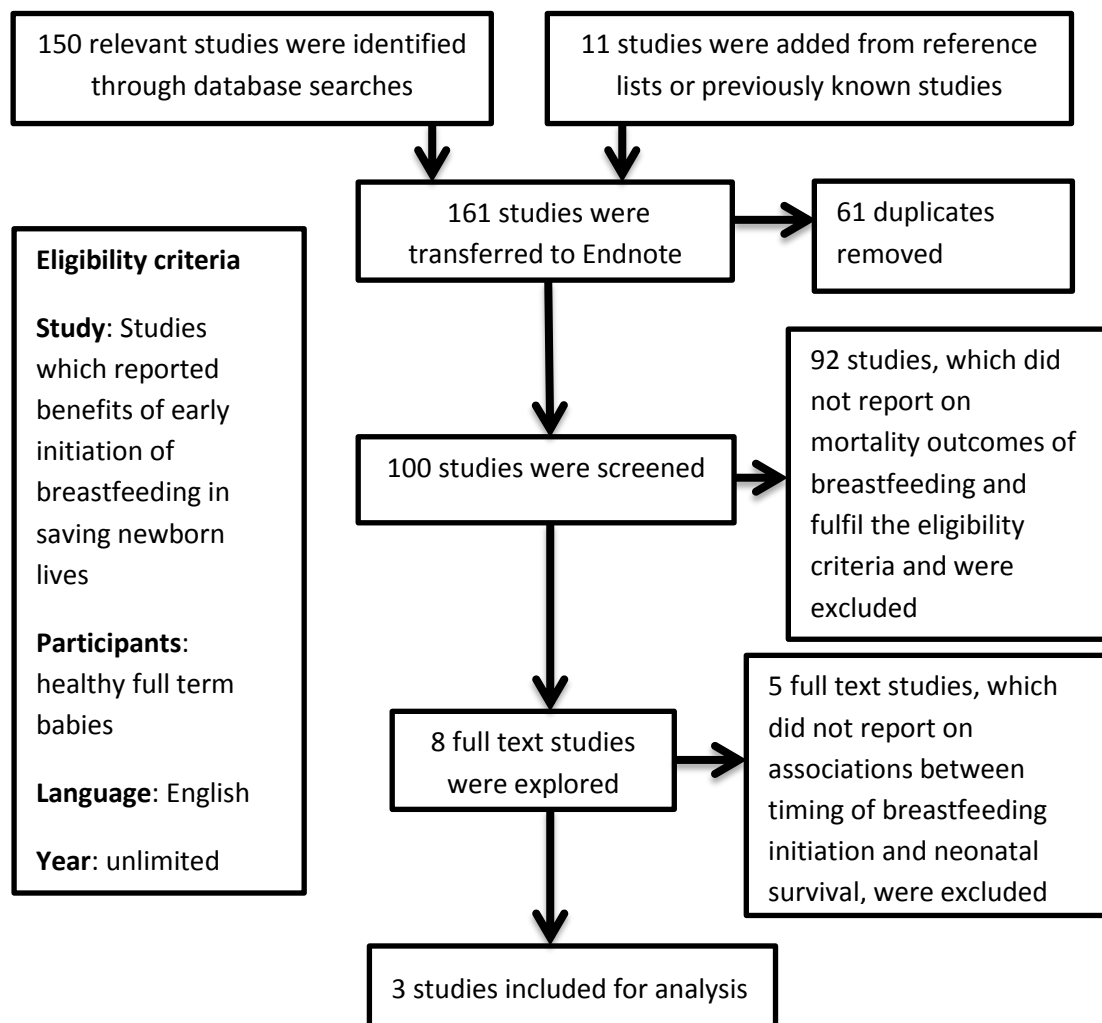 150 relevant studies were identified
through database searches
11 studies were added from reference
lists or previously known studies
161 studies were
transferred to Endnote
61 duplicates
removed
Eligibility criteria
Study: Studies
which reported
benefits of early
initiation of
breastfeeding in
saving newborn
lives
Participants:
healthy full term
babies
Language: English
Year: unlimited
100 studies were screened
92 studies, which did
not report on
mortality outcomes of
breastfeeding and
fulfil the eligibility
criteria and were
excluded
8 full text studies
were explored
5 full text studies, which
did not report on
associations between
timing of breastfeeding
initiation and neonatal
survival, were excluded
3 studies included for analysis